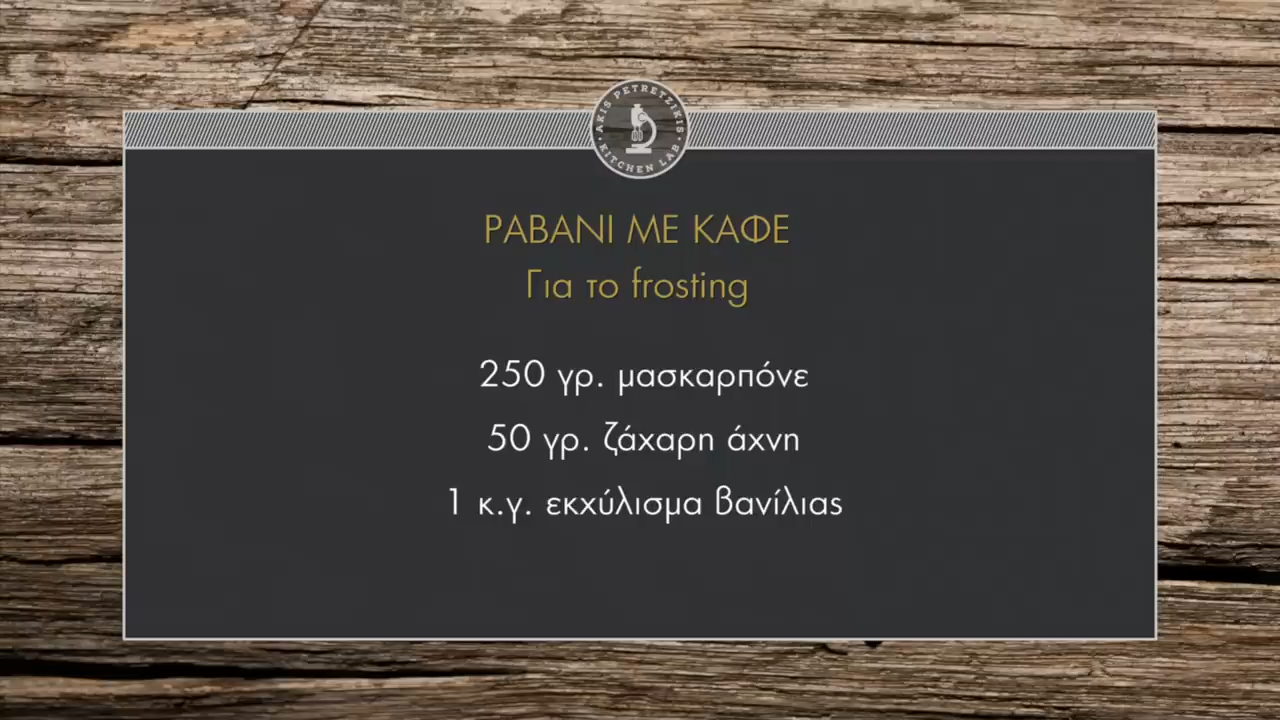 AKIS PETRETZIKIS
KITCHEN LAB
ΡΑΒΑΝΙ ΜΕ ΚΑΦΕ
Για το frosting
250 γρ. μασκαρπόνε
50 γρ. ζάχαρη άχνη
1 κ.γ. εκχύλισμα βανίλιας